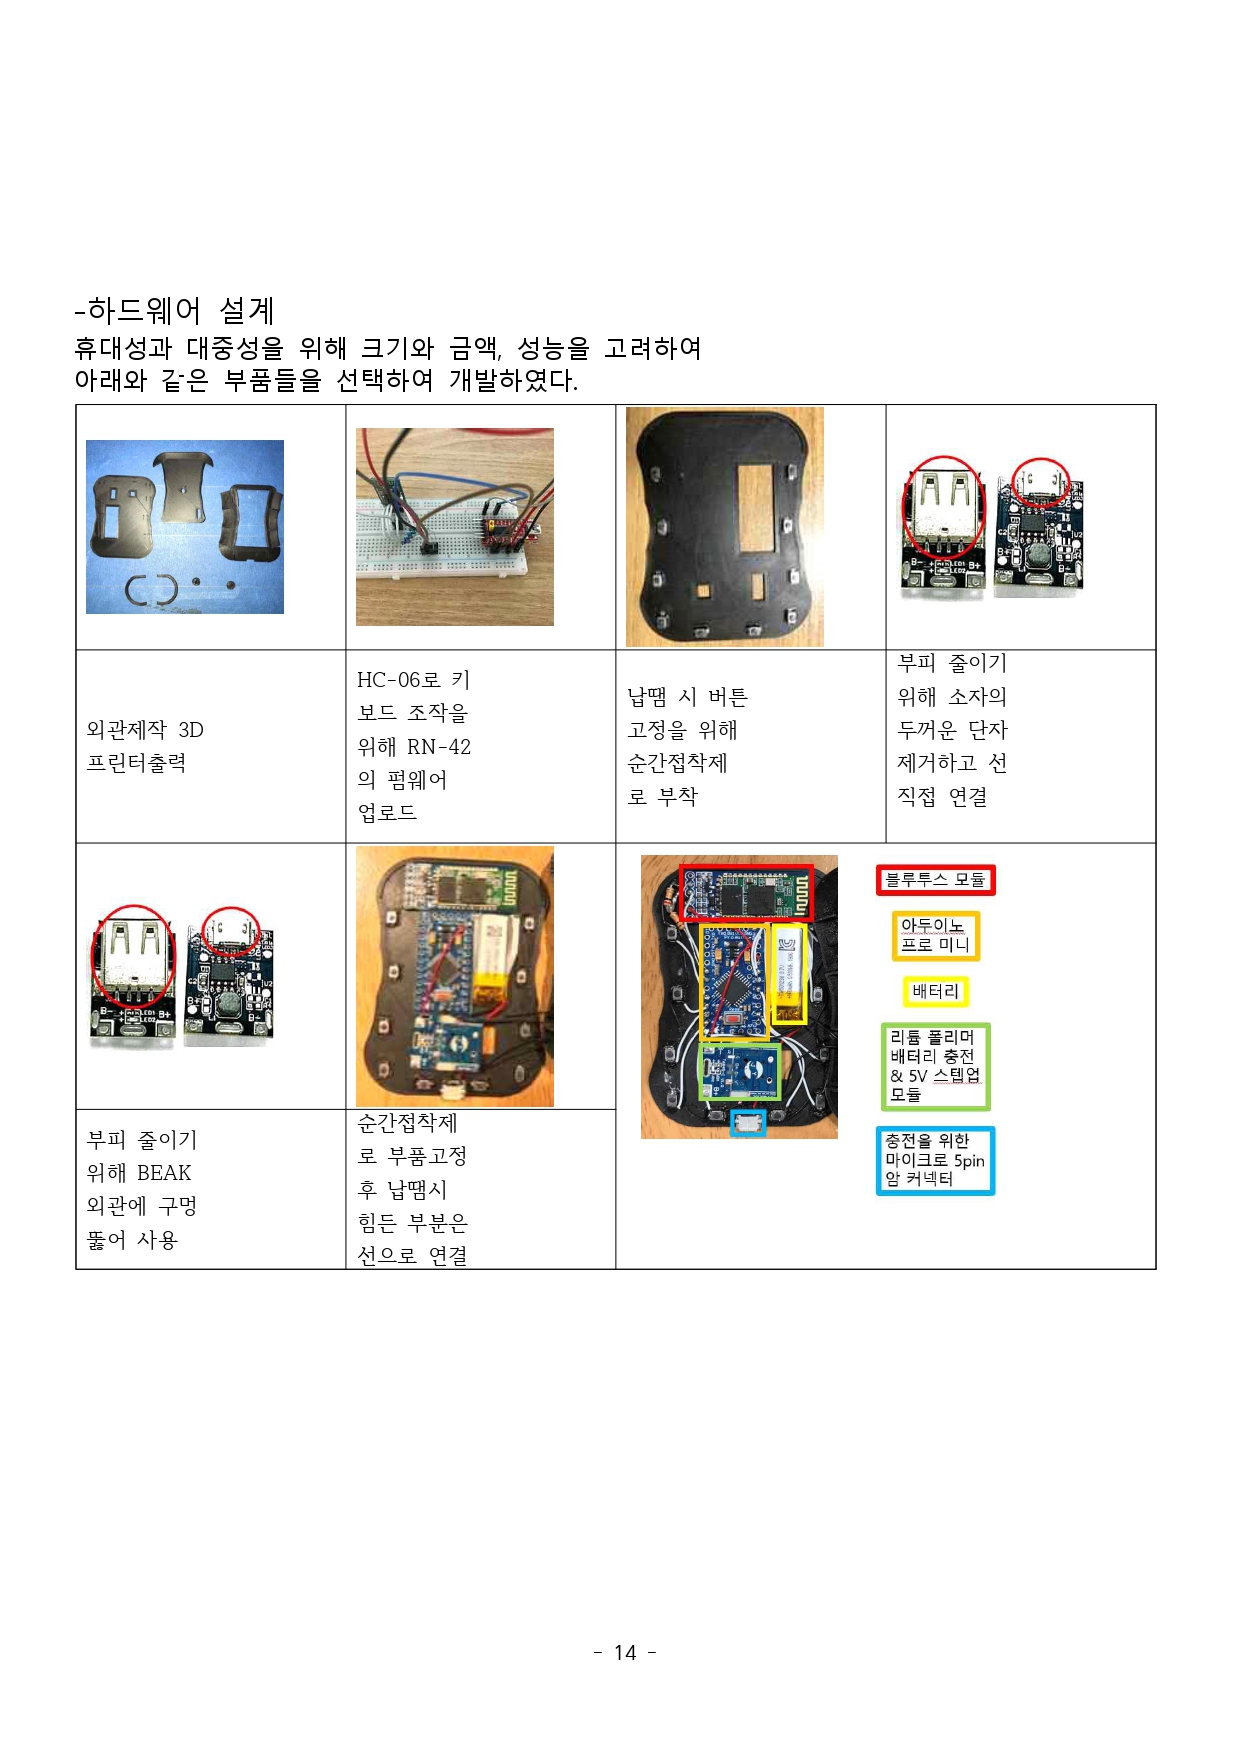 -하드웨어 설계
휴대성과 대중성을 위해 크기와 금액, 성능을 고려하여
아래와 같은 부품들을 선택하여 개발하였다.
외관제작 3D
프린터출력
HC-06로 키
보드 조작을
위해 RN-42
의 펌웨어
업로드
납땜 시 버튼
고정을 위해
순간접착제
로 부착
부피 줄이기
위해 소자의
두꺼운 단자
제거하고 선
직접 연결
부피 줄이기
위해 BEAK
외관에 구멍
뚫어 사용
순간접착제
로 부품고정
후 납땜시
힘든 부분은
선으로 연결
블루투스 모듈
아두이노
프로 미니
배터리
리튬 폴리머
배터리 충전
& 5V 스텝업
모듈
충전을 위한
마이크로 5pin
암 커넥터
- 14 -